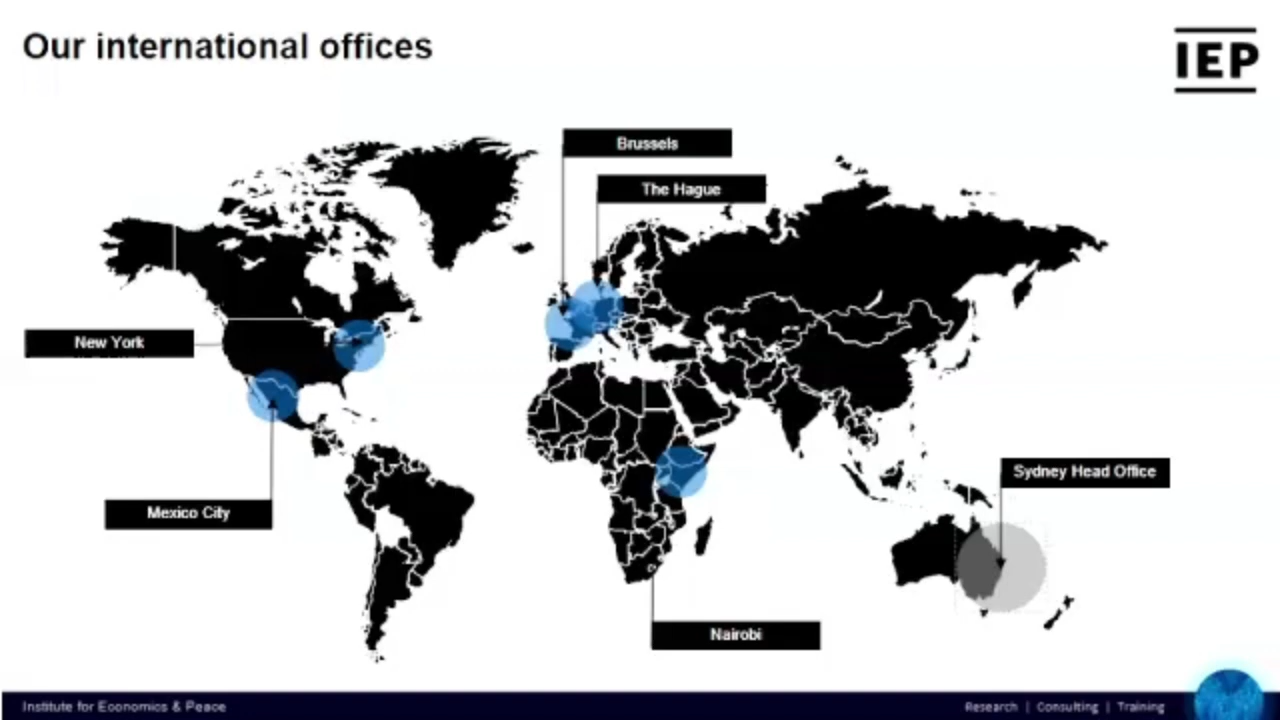 Our international offices
IEP
Brussels
The Hague
New York
Sydney Head Office
Mexico City
Nairobi
Institute for Economics & Peace
Research | Consulting | Training